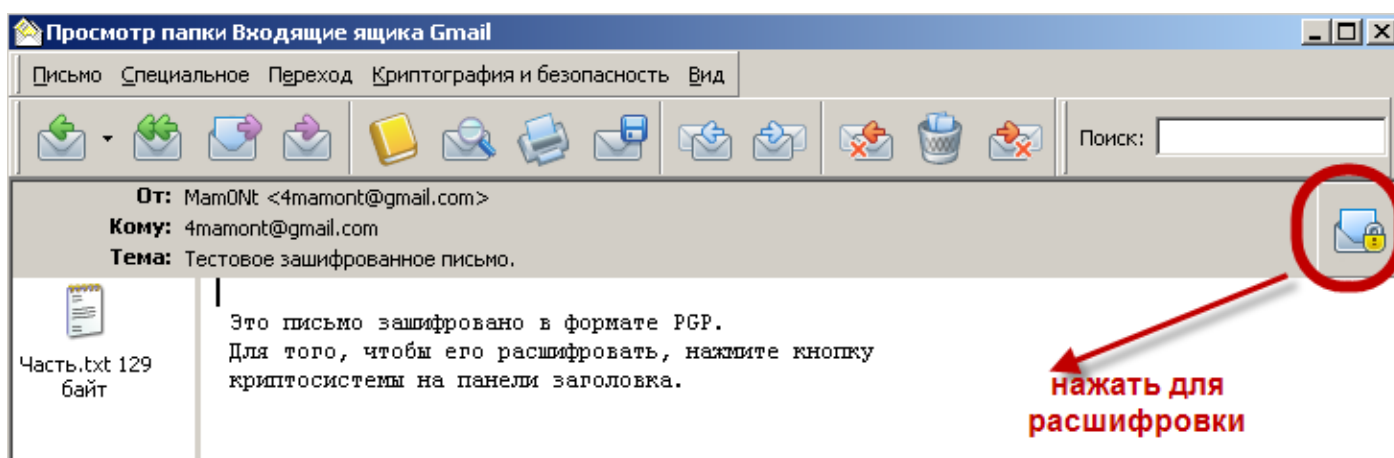 Просмотр папки Входящие ящика Gmail
Письмо Специальное Переход Криптография и безопасность Вид
Поиск:
От: Mam0Nt <4mamont@gmail.com>
Кому: 4mamont@gmail.com
Тема: Тестовое зашифрованное письмо.
Это письмо зашифровано в формате PGP.
Для того, чтобы его расшифровать, нажмите кнопку
криптосистемы на панели заголовка.
Часть.txt 129
байт
нажать для
расшифровки